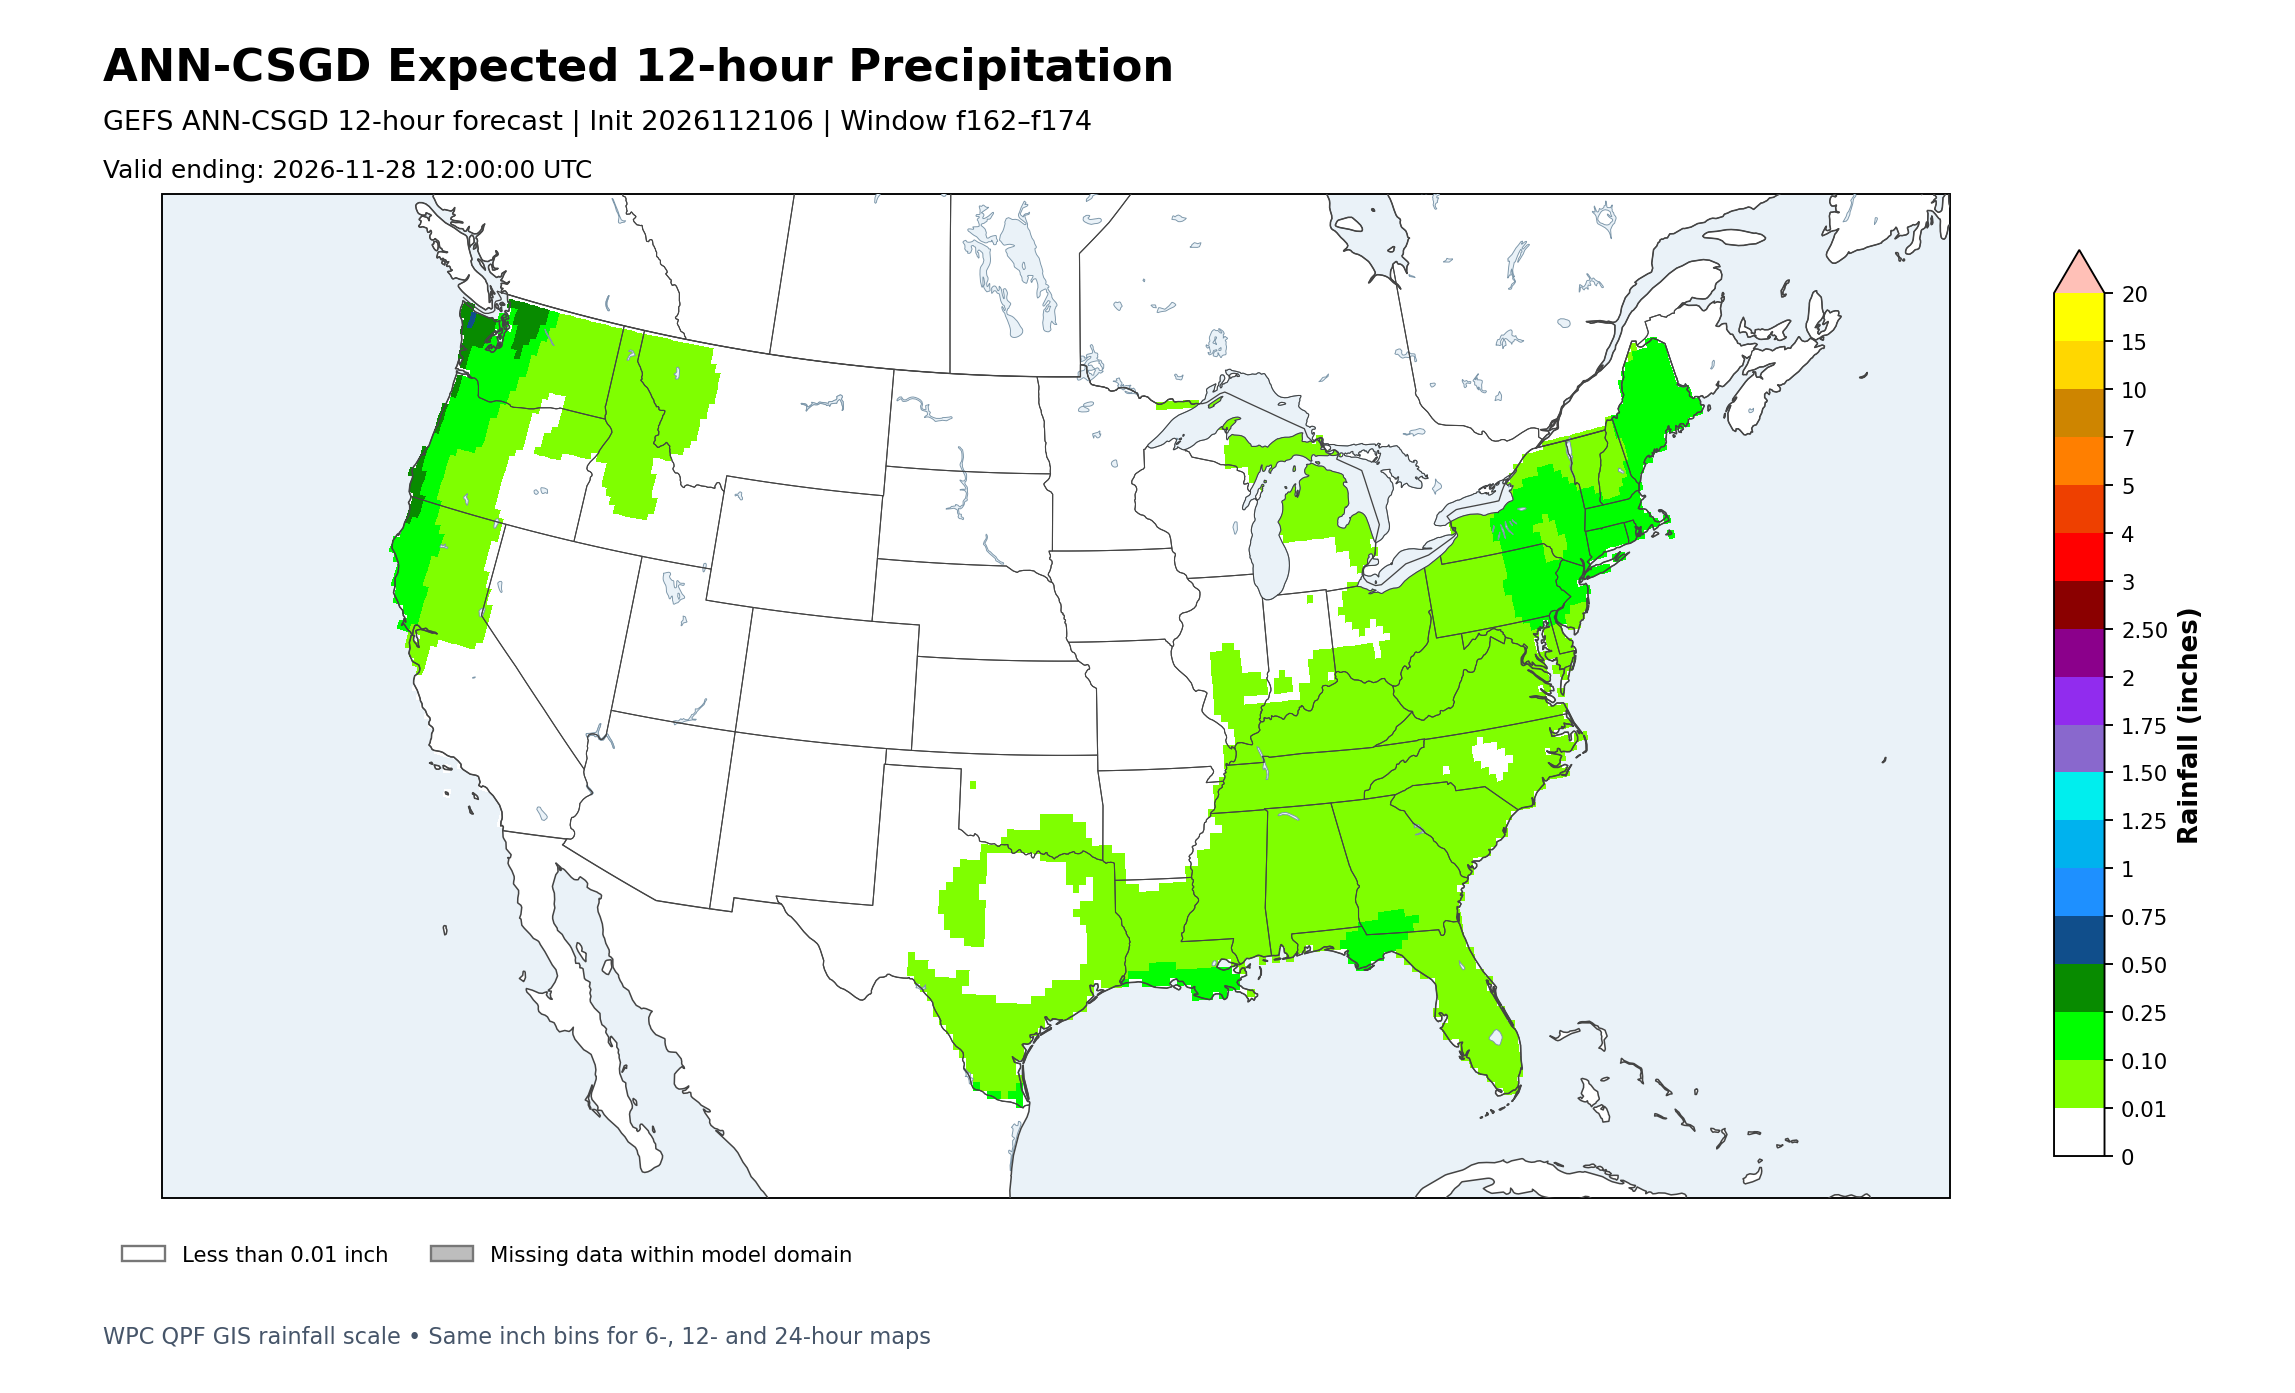 ANN-CSGD Expected 12-hour Precipitation
GEFS ANN-CSGD 12-hour forecast | Init 2026112106 | Window f162–f174
Valid ending: 2026-11-28 12:00:00 UTC
20
15
10
7
5
4
3
2.50
2
1.75
1.50
1.25
1
0.75
0.50
0.25
0.10
0.01
0
Rainfall (inches)
Less than 0.01 inch
Missing data within model domain
WPC QPF GIS rainfall scale • Same inch bins for 6-, 12- and 24-hour maps